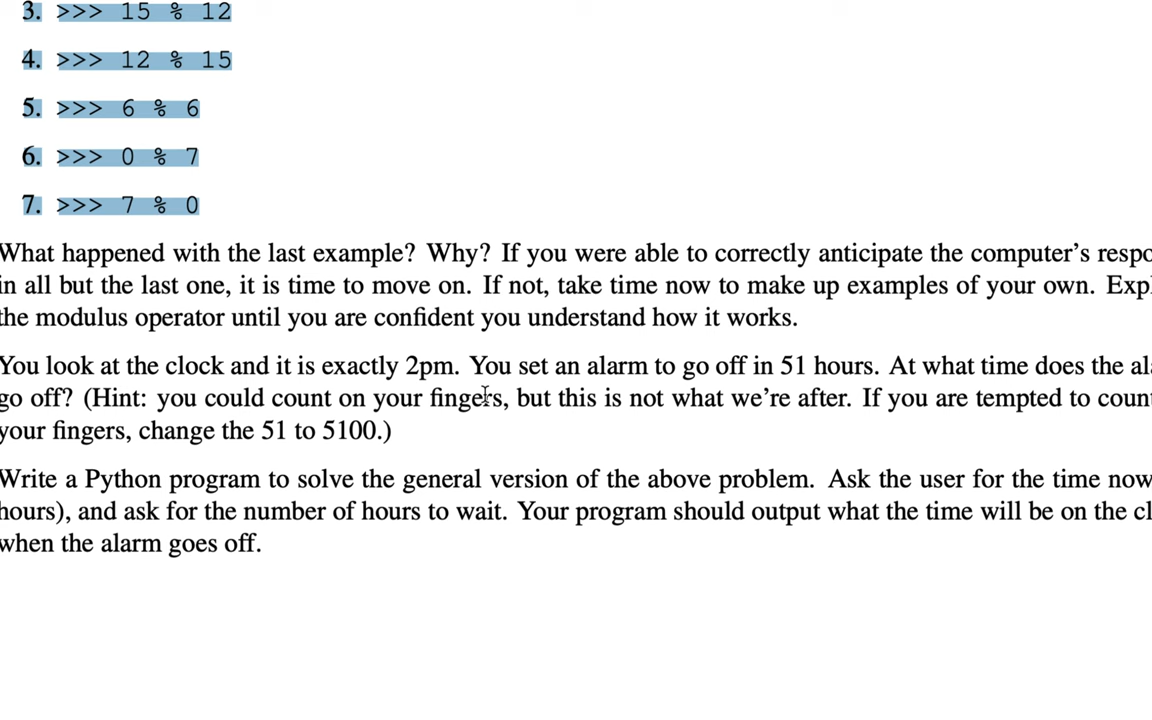 3. >>> 15 % 12
4. >>> 12 % 15
5. >>> 6 % 6
6. >>> 0 % 7
7. >>> 7 % 0
What happened with the last example? Why? If you were able to correctly anticipate the computer's
in all but the last one, it is time to move on. If not, take time now to make up examples of your own.
the modulus operator until you are confident you understand how it works.
You look at the clock and it is exactly 2pm. You set an alarm to go off in 51 hours. At what time does the
go off? (Hint: you could count on your fingers, but this is not what we're after. If you are tempted to
your fingers, change the 51 to 5100.)
Write a Python program to solve the general version of the above problem. Ask the user for the time now
hours), and ask for the number of hours to wait. Your program should output what the time will be on the
when the alarm goes off.